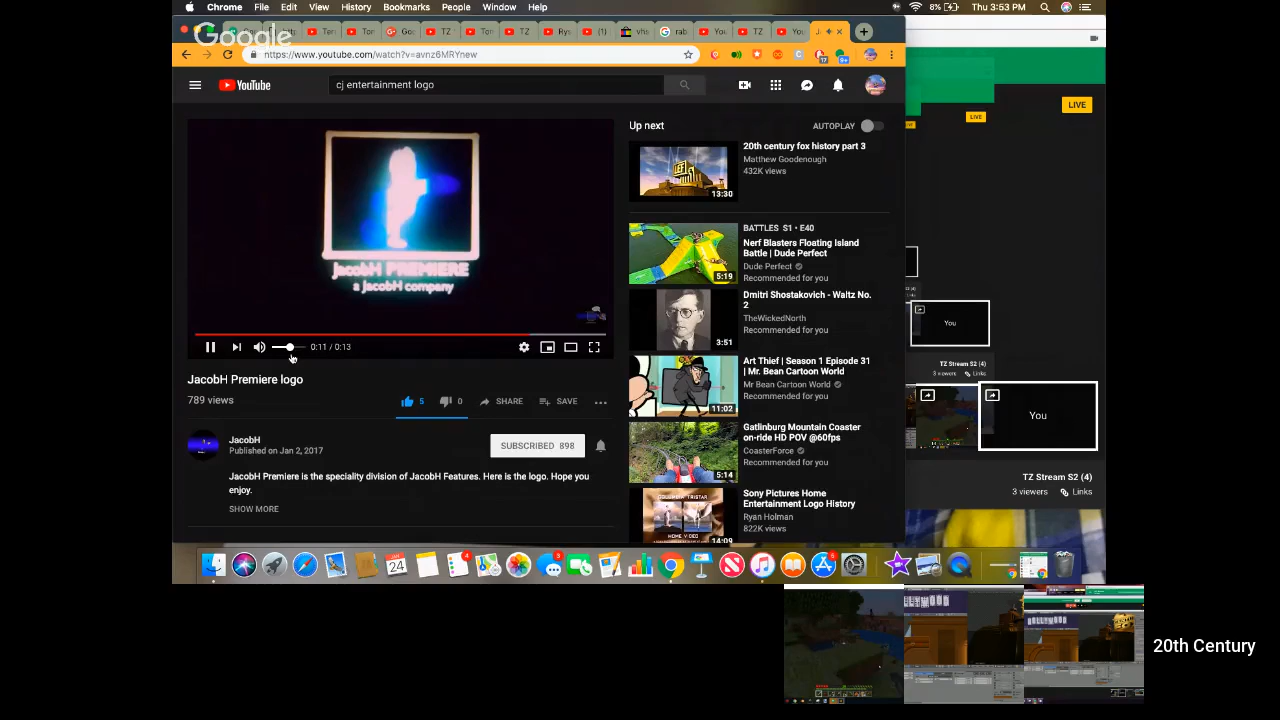 Chrome File Edit View History Bookmarks People Window Help
8% Thu 3:53 PM
Google
https://www.youtube.com/watch?v=avnz6MRYnew
YouTube
cj entertainment logo
JacobH PREMIERE
a JacobH company
0:11 / 0:13
JacobH Premiere logo
789 views
5 0 SHARE SAVE
JacobH
Published on Jan 2, 2017
SUBSCRIBED 898
JacobH Premiere is the speciality division of JacobH Features. Here is the logo. Hope you
enjoy.
SHOW MORE
Up next
AUTOPLAY
20th century fox history part 3
Matthew Goodenough
432K views
13:30
BATTLES S1 • E40
Nerf Blasters Floating Island
Battle | Dude Perfect
Dude Perfect
Recommended for you
5:19
Dmitri Shostakovich - Waltz No.
2
TheWickedNorth
Recommended for you
3:51
Art Thief | Season 1 Episode 31
| Mr. Bean Cartoon World
Mr Bean Cartoon World
Recommended for you
11:02
Gatlinburg Mountain Coaster
on-ride HD POV @60fps
CoasterForce
Recommended for you
5:14
Sony Pictures Home
Entertainment Logo History
Ryan Holman
822K views
14:09
LIVE
LIVE
You
TZ Stream S2 (4)
3 viewers Links
You
TZ Stream S2 (4)
3 viewers Links
JAN
24
20th Century